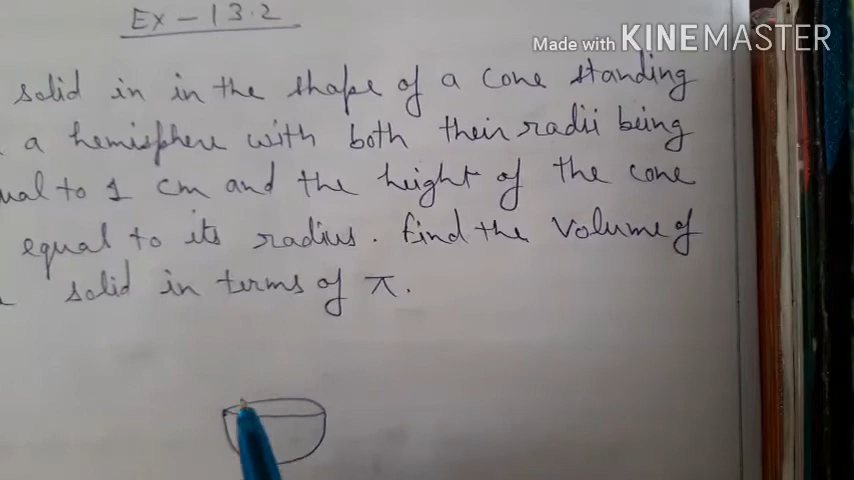 Ex - 13.2
Made with KINEMASTER
solid in in the shape of a cone standing
a hemisphere with both their radii being
ual to 1 cm and the height of the cone
equal to its radius. find the volume of
solid in terms of π.